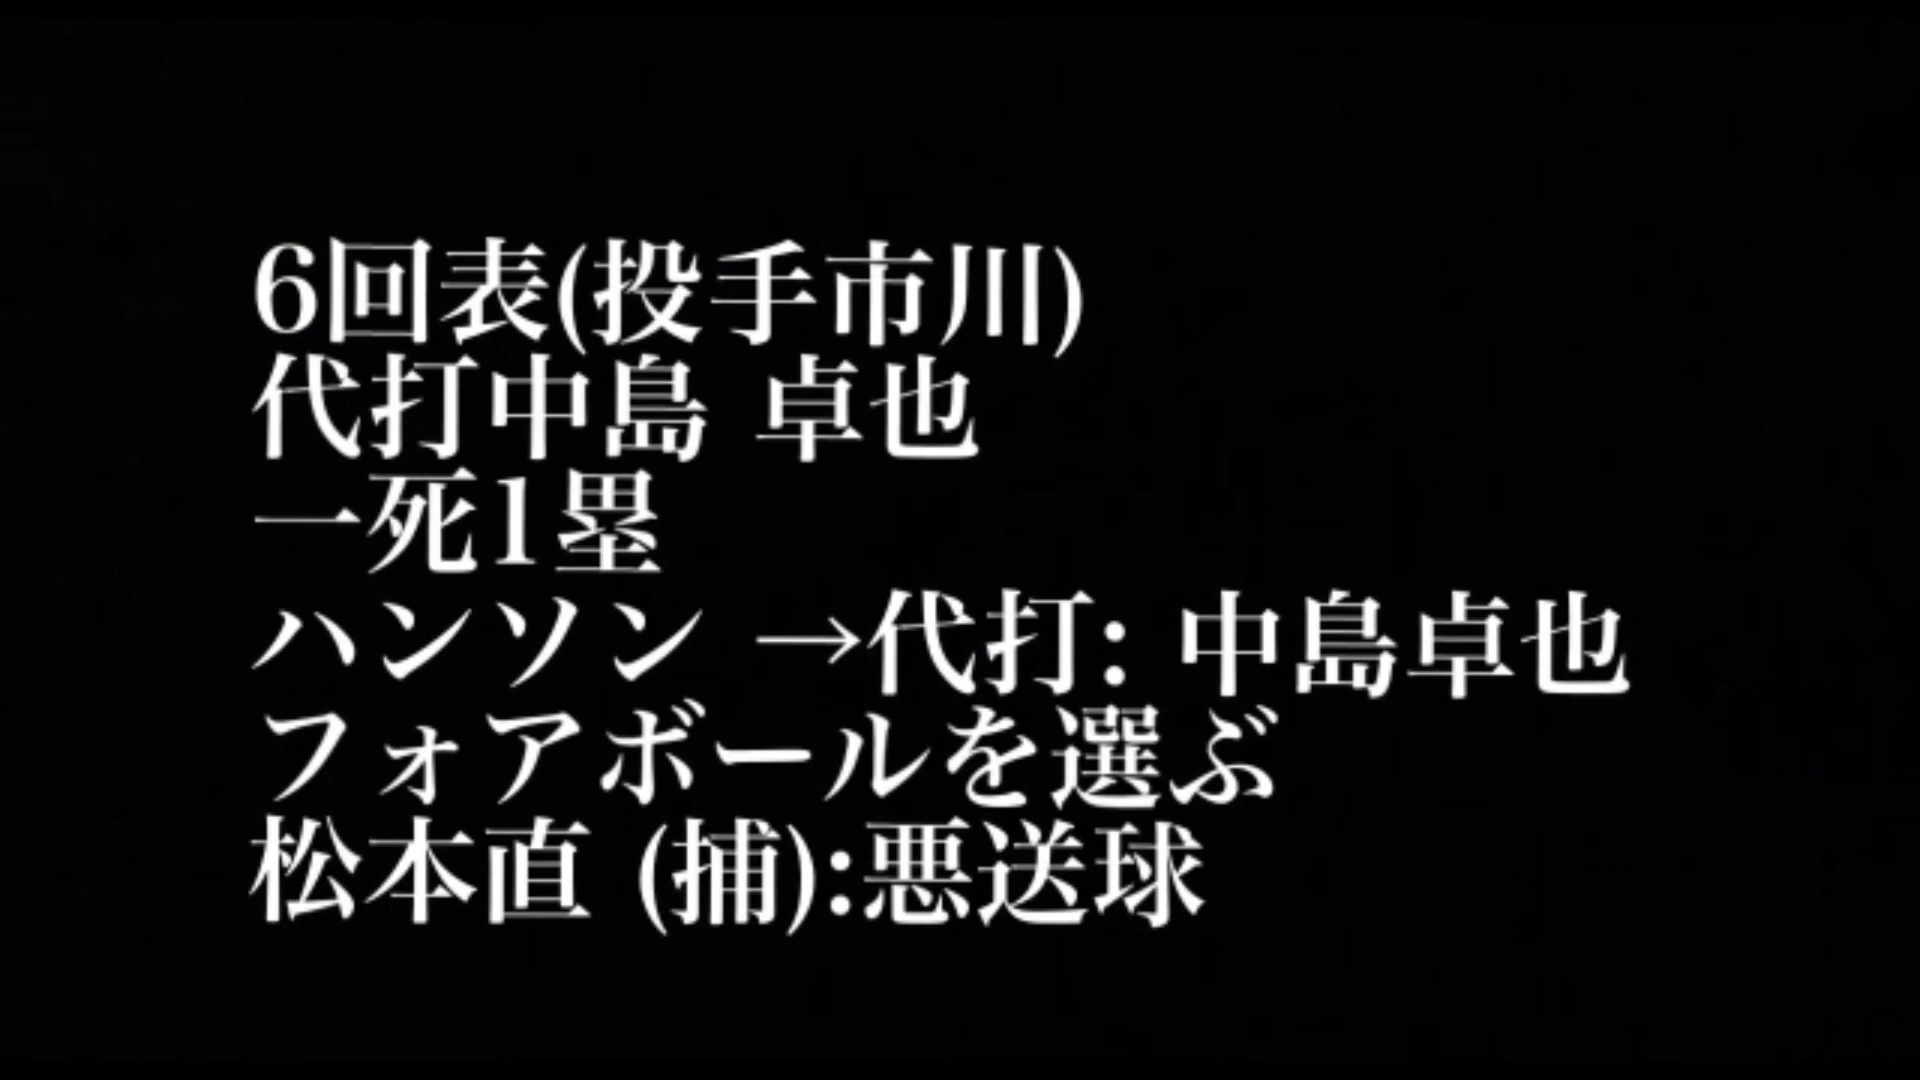 6回表(投手市川)
代打中島 卓也
一死1塁
ハンソン →代打: 中島卓也
フォアボールを選ぶ
松本直 (捕):悪送球